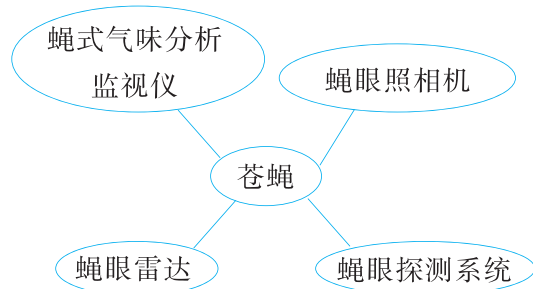 蝇式气味分析
监视仪
蝇眼照相机
苍蝇
蝇眼雷达
蝇眼探测系统